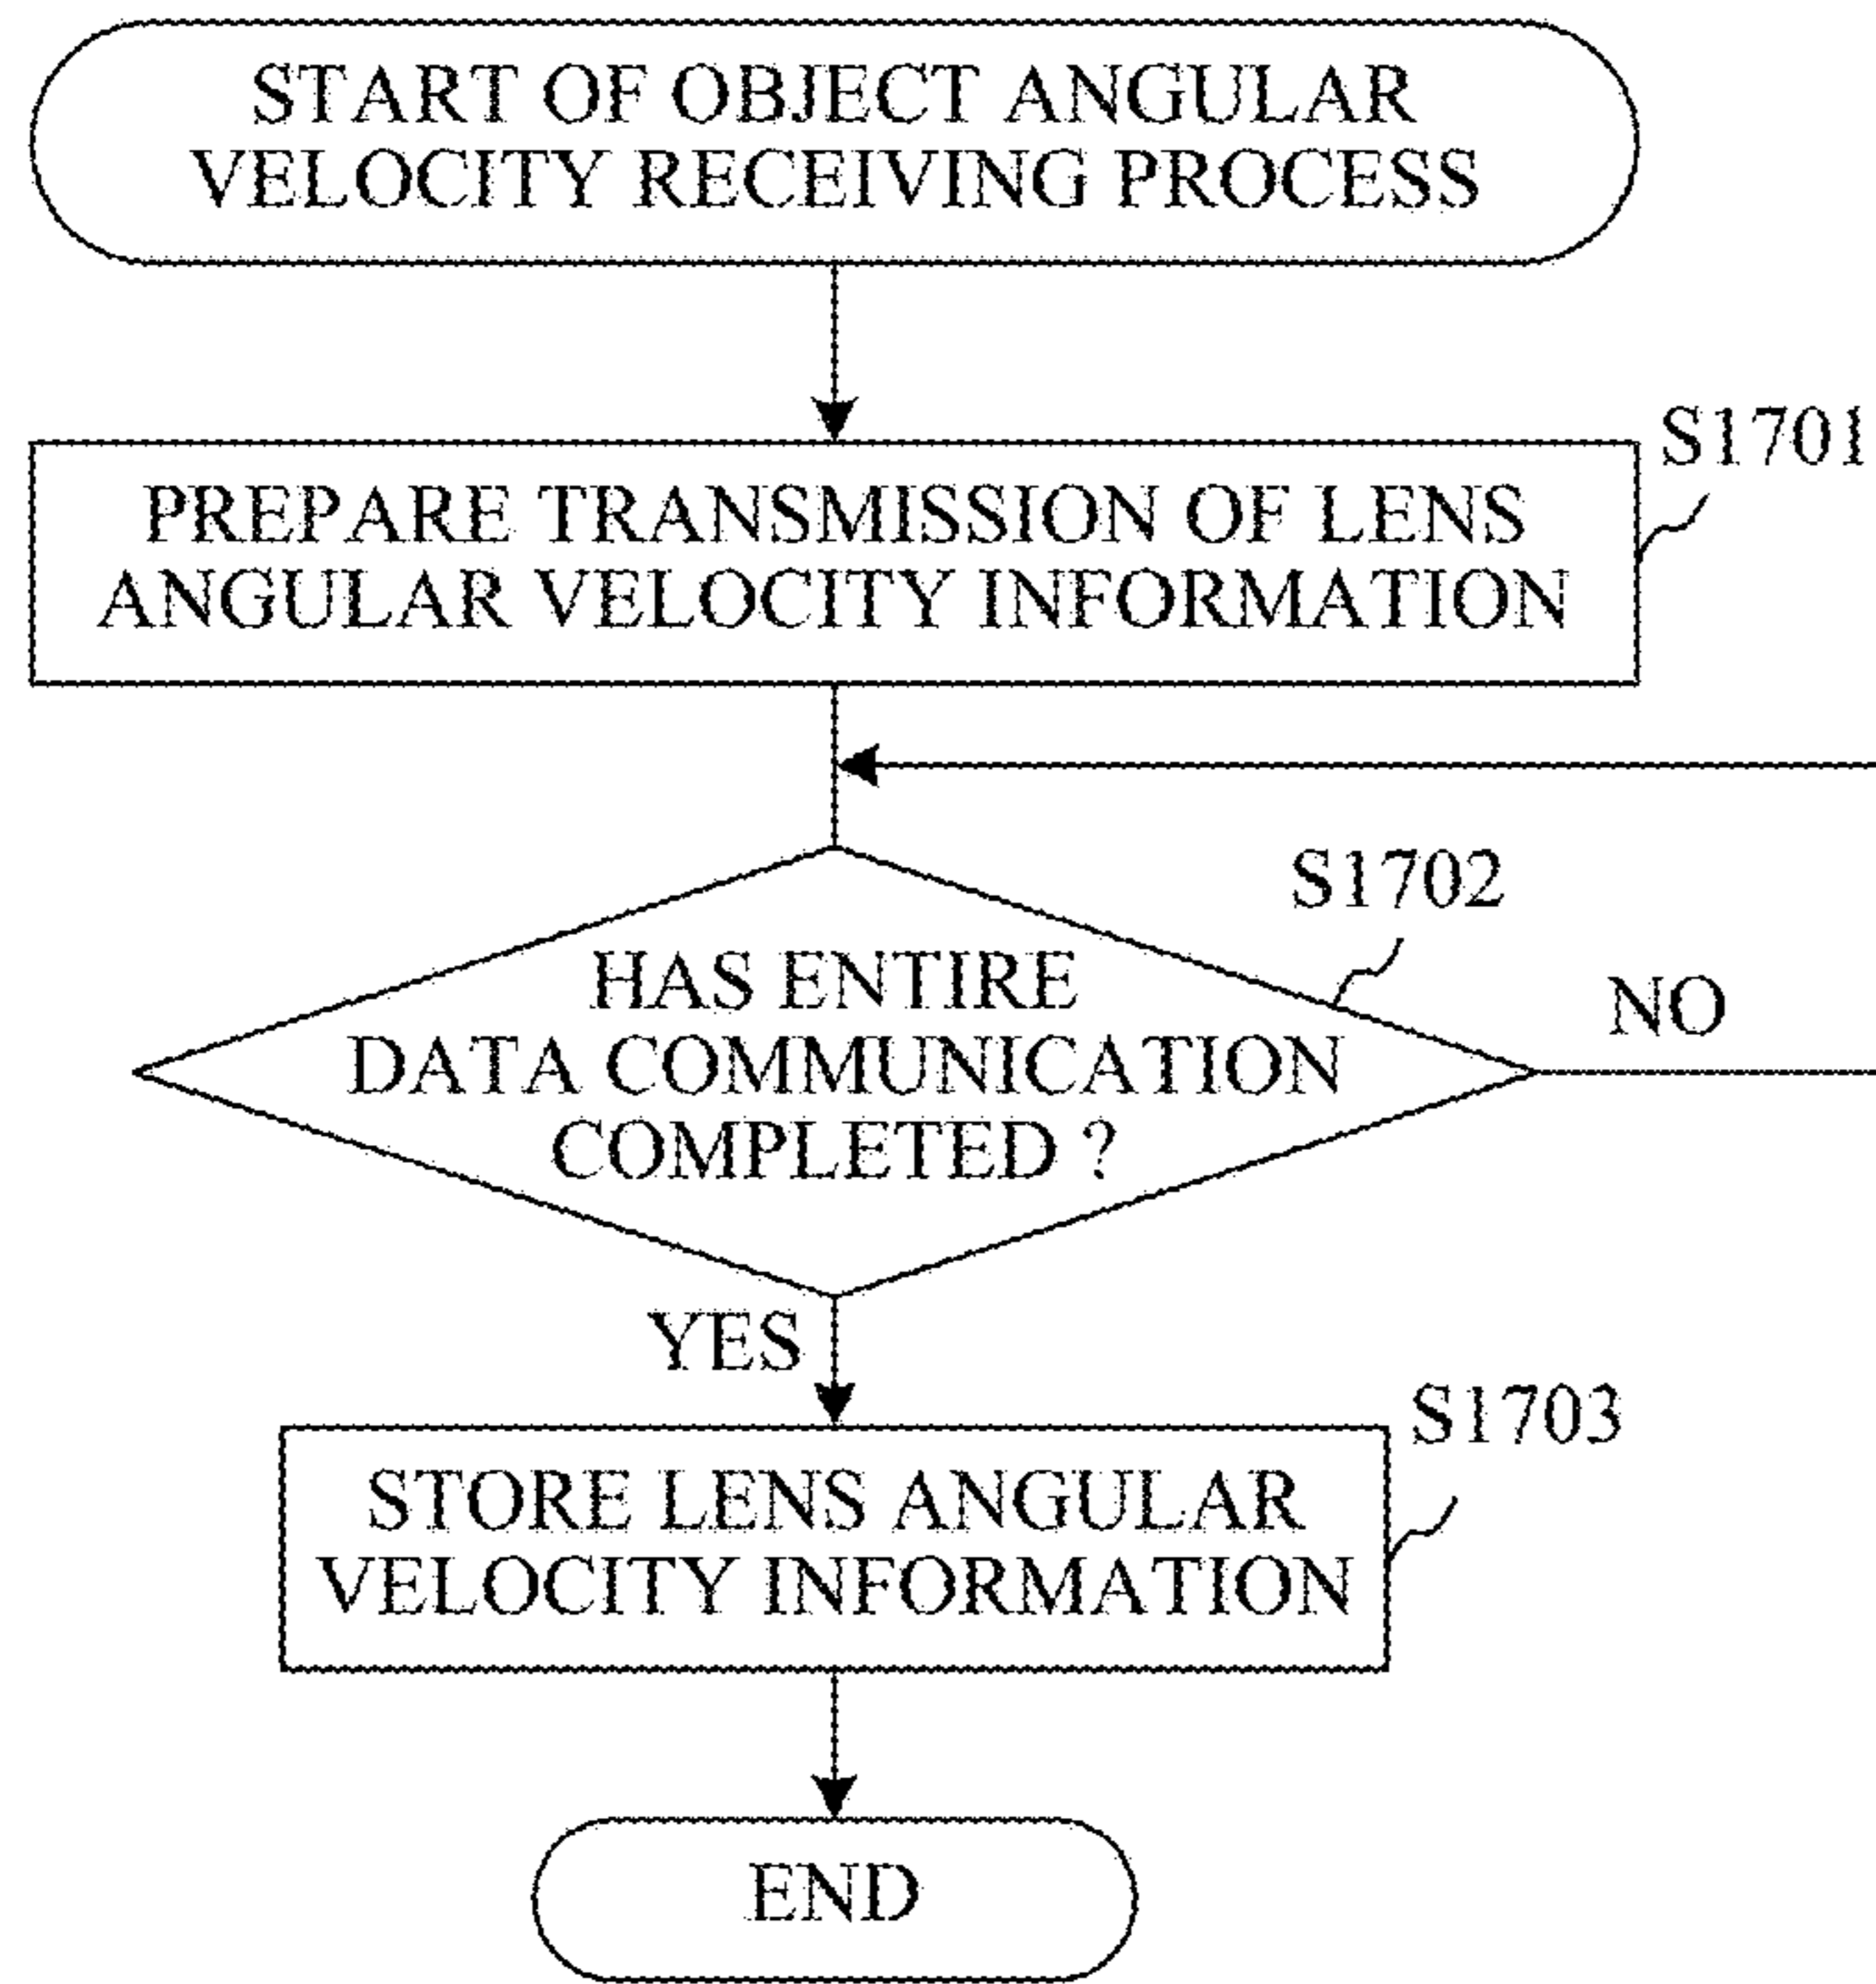 START OF OBJECT ANGULAR
VELOCITY RECEIVING PROCESS
S1701
PREPARE TRANSMISSION OF LENS
ANGULAR VELOCITY INFORMATION
S1702
HAS ENTIRE
DATA COMMUNICATION
COMPLETED ?
NO
YES
S1703
STORE LENS ANGULAR
VELOCITY INFORMATION
END